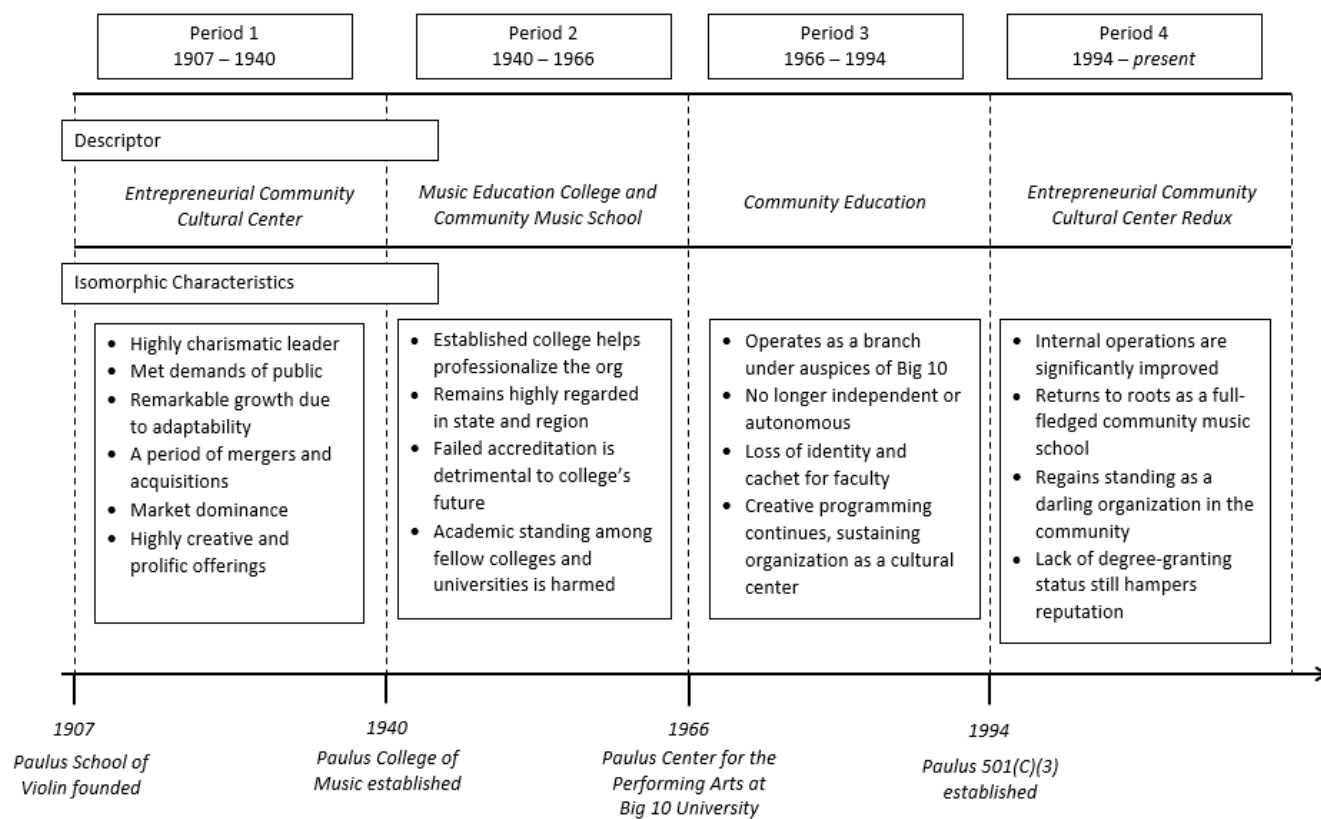 Period 1
1907 – 1940
Period 2
1940 – 1966
Period 3
1966 – 1994
Period 4
1994 – present
Descriptor
Entrepreneurial Community
Cultural Center
Music Education College and
Community Music School
Community Education
Entrepreneurial Community
Cultural Center Redux
Isomorphic Characteristics
• Highly charismatic leader
• Met demands of public
• Remarkable growth due
to adaptability
• A period of mergers and
acquisitions
• Market dominance
• Highly creative and
prolific offerings
• Established college helps
professionalize the org
• Remains highly regarded
in state and region
• Failed accreditation is
detrimental to college’s
future
• Academic standing among
fellow colleges and
universities is harmed
• Operates as a branch
under auspices of Big 10
• No longer independent or
autonomous
• Loss of identity and
cachet for faculty
• Creative programming
continues, sustaining
organization as a cultural
center
• Internal operations are
significantly improved
• Returns to roots as a full-
fledged community music
school
• Regains standing as a
darling organization in the
community
• Lack of degree-granting
status still hampers
reputation
1907
Paulus School of
Violin founded
1940
Paulus College of
Music established
1966
Paulus Center for the
Performing Arts at
Big 10 University
1994
Paulus 501(C)(3)
established